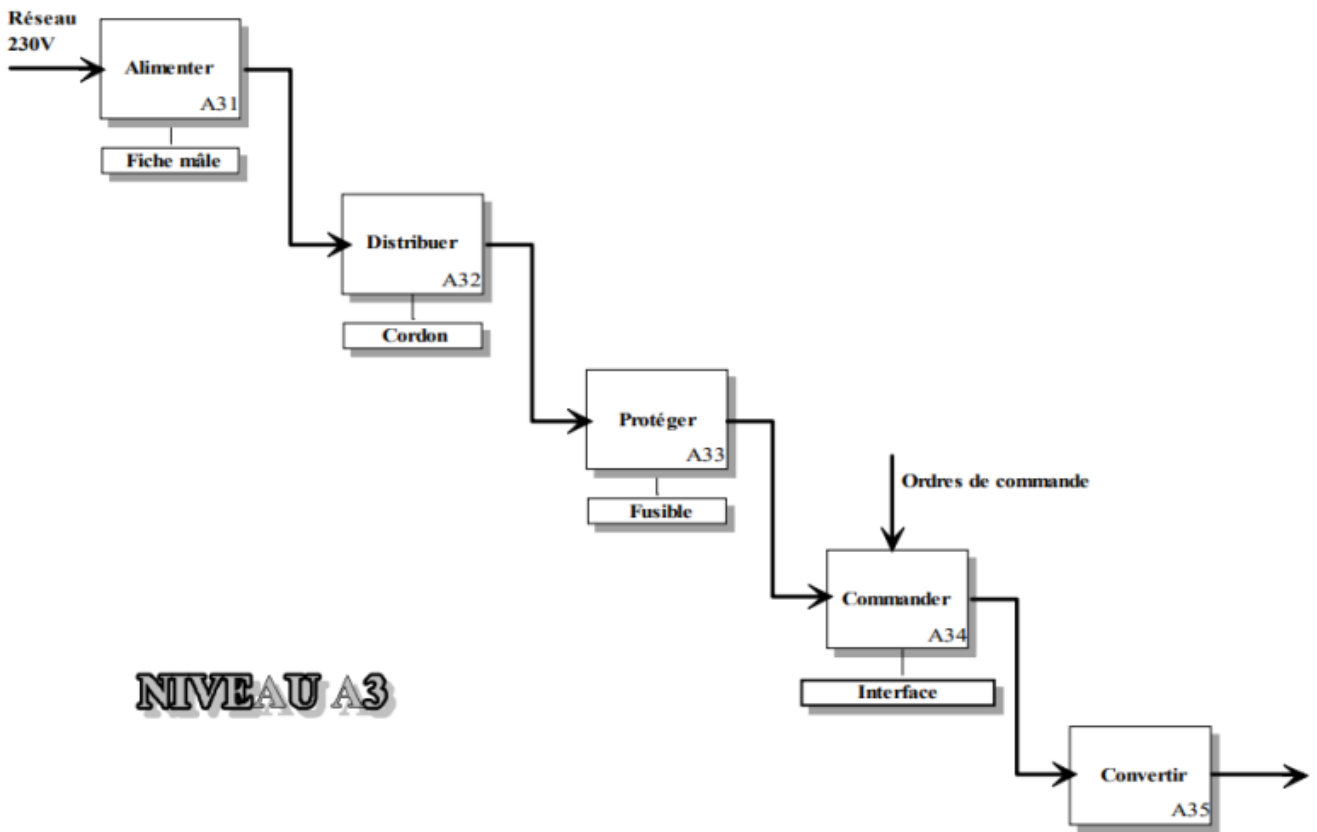 Réseau
230V
Alimenter
A31
Fiche mâle
Distribuer
A32
Cordon
Protéger
A33
Fusible
Ordres de commande
Commander
A34
Interface
NIVEAU A3
Convertir
A35